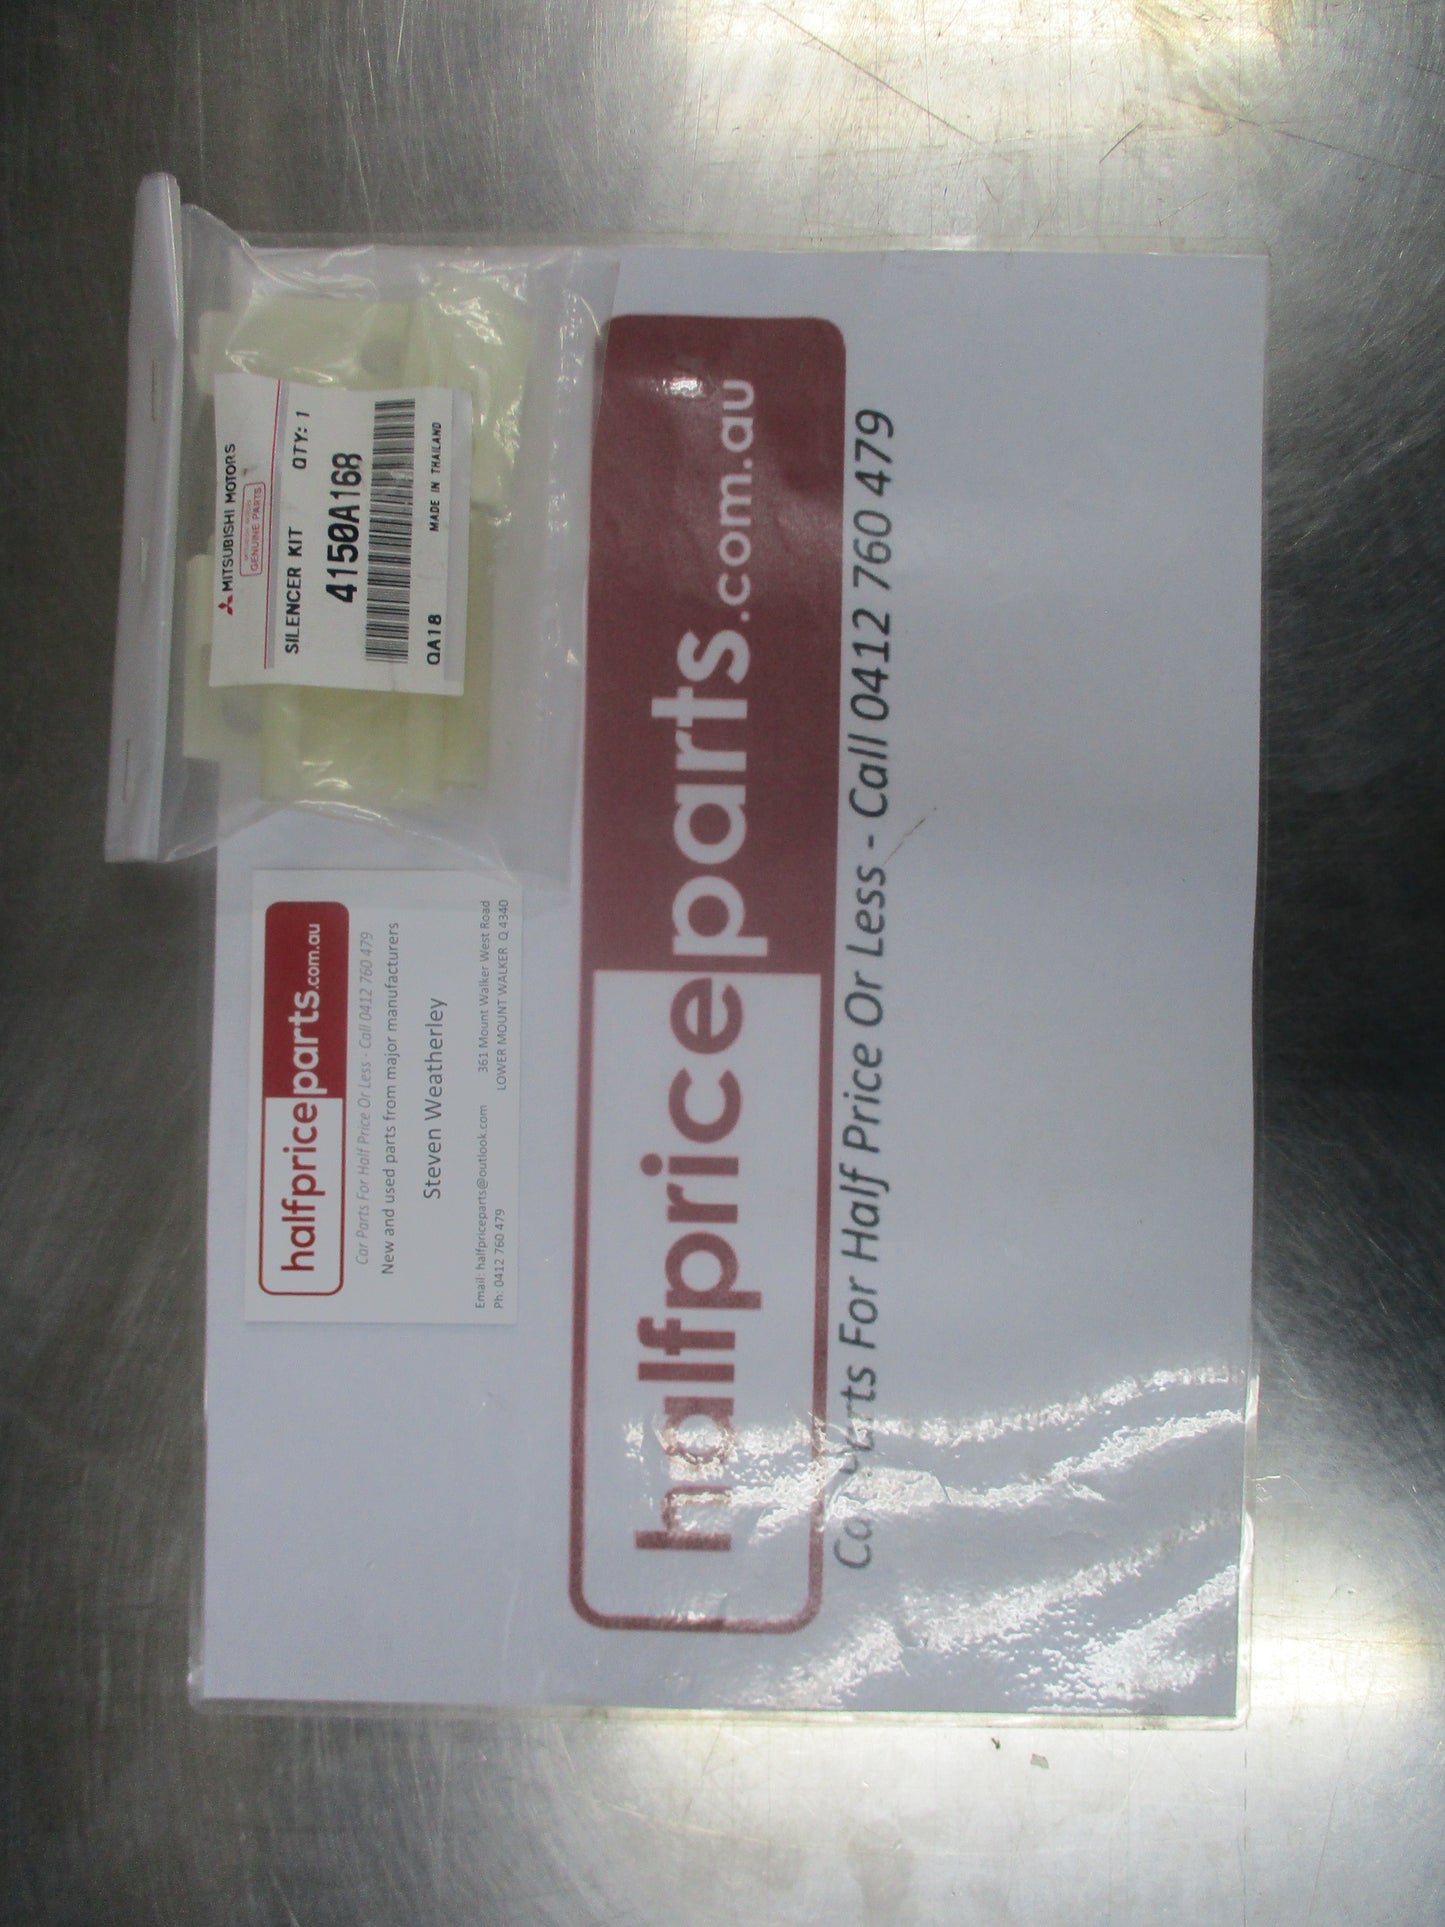 MITSUBISHI MOTORS
GENUINE PARTS
SILENCER KIT QTY: 1
4150A168
QA18 MADE IN THAILAND
halfpriceparts.com.au
Car Parts For Half Price Or Less - Call 0412 760 479
New and used parts from major manufacturers
Steven Weatherley
Email: halfpriceparts@outlook.com 361 Mount Walker West Road
Ph: 0412 760 479 LOWER MOUNT WALKER Q 4340
halfpriceparts.com.au
Car Parts For Half Price Or Less - Call 0412 760 479